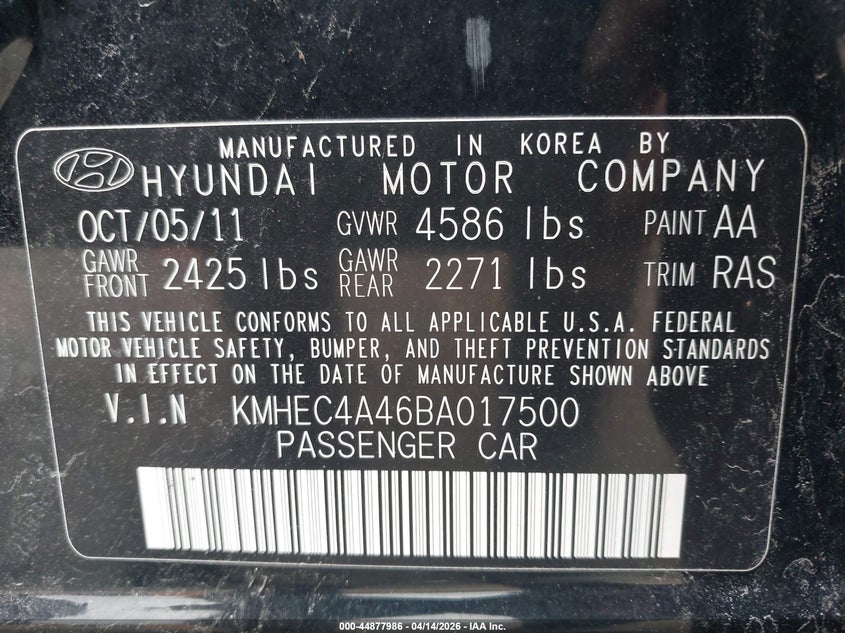 MANUFACTURED IN KOREA BY
HYUNDAI MOTOR COMPANY
OCT/05/11 GVWR 4586 lbs PAINT AA
GAWR FRONT 2425 lbs GAWR REAR 2271 lbs TRIM RAS
THIS VEHICLE CONFORMS TO ALL APPLICABLE U.S.A. FEDERAL
MOTOR VEHICLE SAFETY, BUMPER, AND THEFT PREVENTION STANDARDS
IN EFFECT ON THE DATE OF MANUFACTURE SHOWN ABOVE
V.I.N KMHEC4A46BA017500
PASSENGER CAR
000-44877986 - 04/14/2026 - IAA Inc.